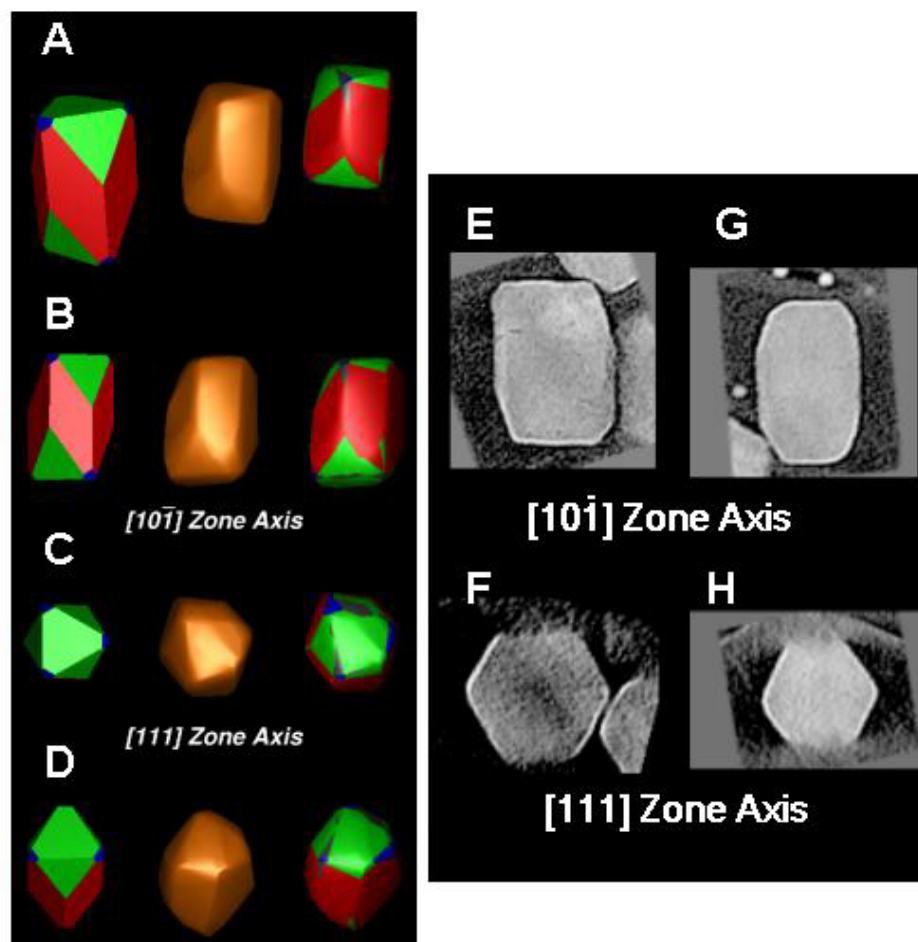 A
B
[101̄] Zone Axis
C
[111] Zone Axis
D
E
G
[101̇] Zone Axis
F
H
[111] Zone Axis